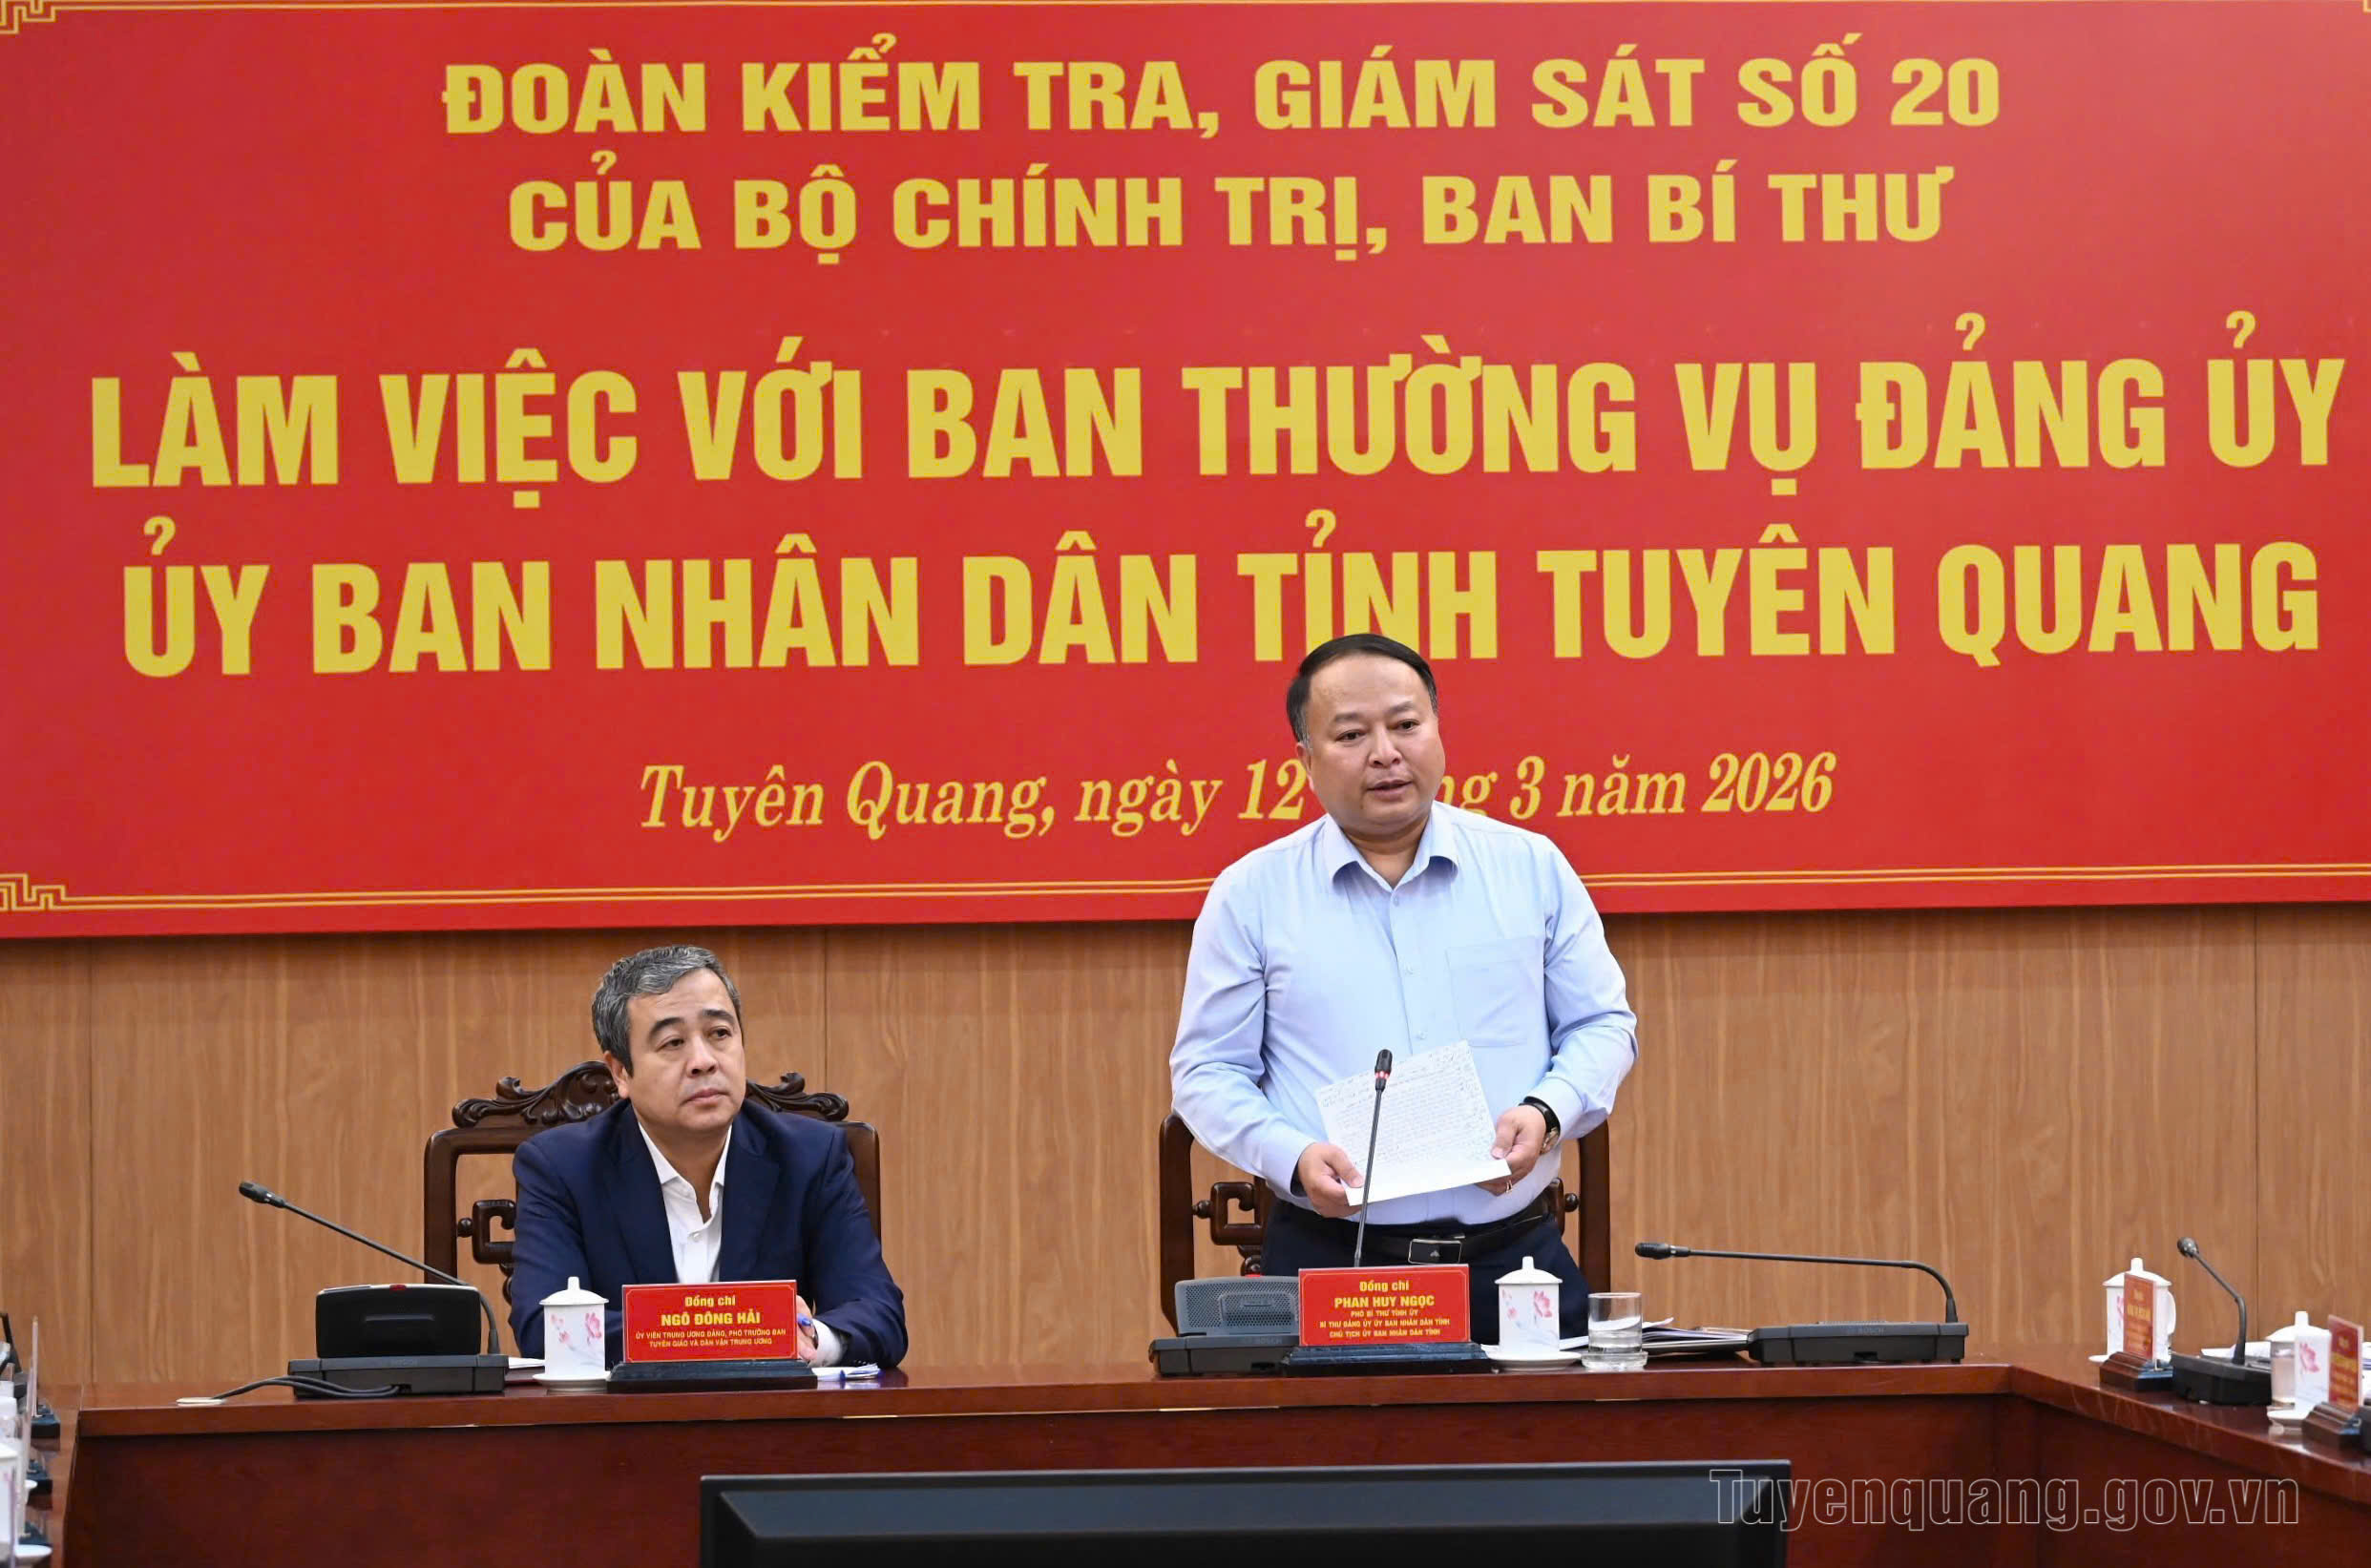 ĐOÀN KIỂM TRA, GIÁM SÁT SỐ 20
CỦA BỘ CHÍNH TRỊ, BAN BÍ THƯ
LÀM VIỆC VỚI BAN THƯỜNG VỤ ĐẢNG ỦY
ỦY BAN NHÂN DÂN TỈNH TUYÊN QUANG
Tuyên Quang, ngày 12 ng 3 năm 2026
Đồng chí
NGÔ ĐÔNG HẢI
ỦY VIÊN TRUNG ƯƠNG ĐẢNG, PHÓ TRƯỞNG BAN
TUYÊN GIÁO VÀ DÂN VẬN TRUNG ƯƠNG
Đồng chí
PHAN HUY NGỌC
PHÓ BÍ THƯ TỈNH ỦY
BÍ THƯ ĐẢNG ỦY ỦY BAN NHÂN DÂN TỈNH
CHỦ TỊCH ỦY BAN NHÂN DÂN TỈNH
Tuyenquang.gov.vn